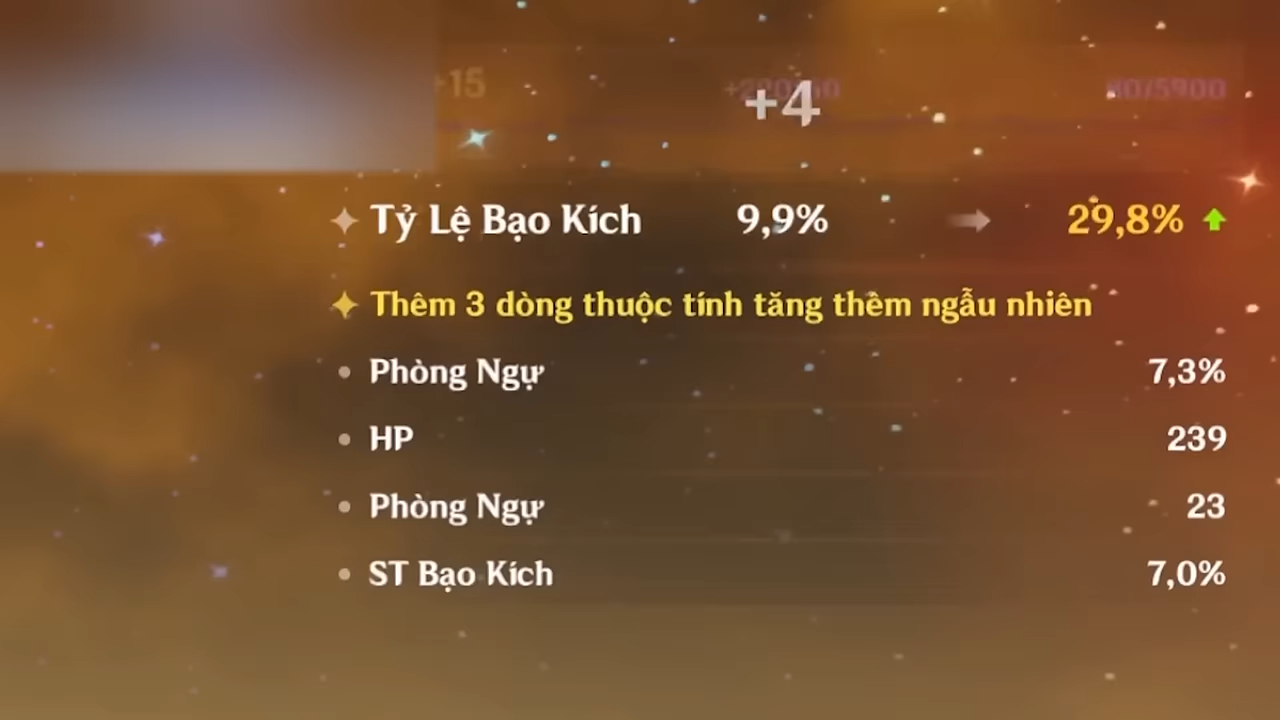 +15
+4
Tỷ Lệ Bạo Kích 9,9% 29,8%
Thêm 3 dòng thuộc tính tăng thêm ngẫu nhiên
Phòng Ngự 7,3%
HP 239
Phòng Ngự 23
ST Bạo Kích 7,0%